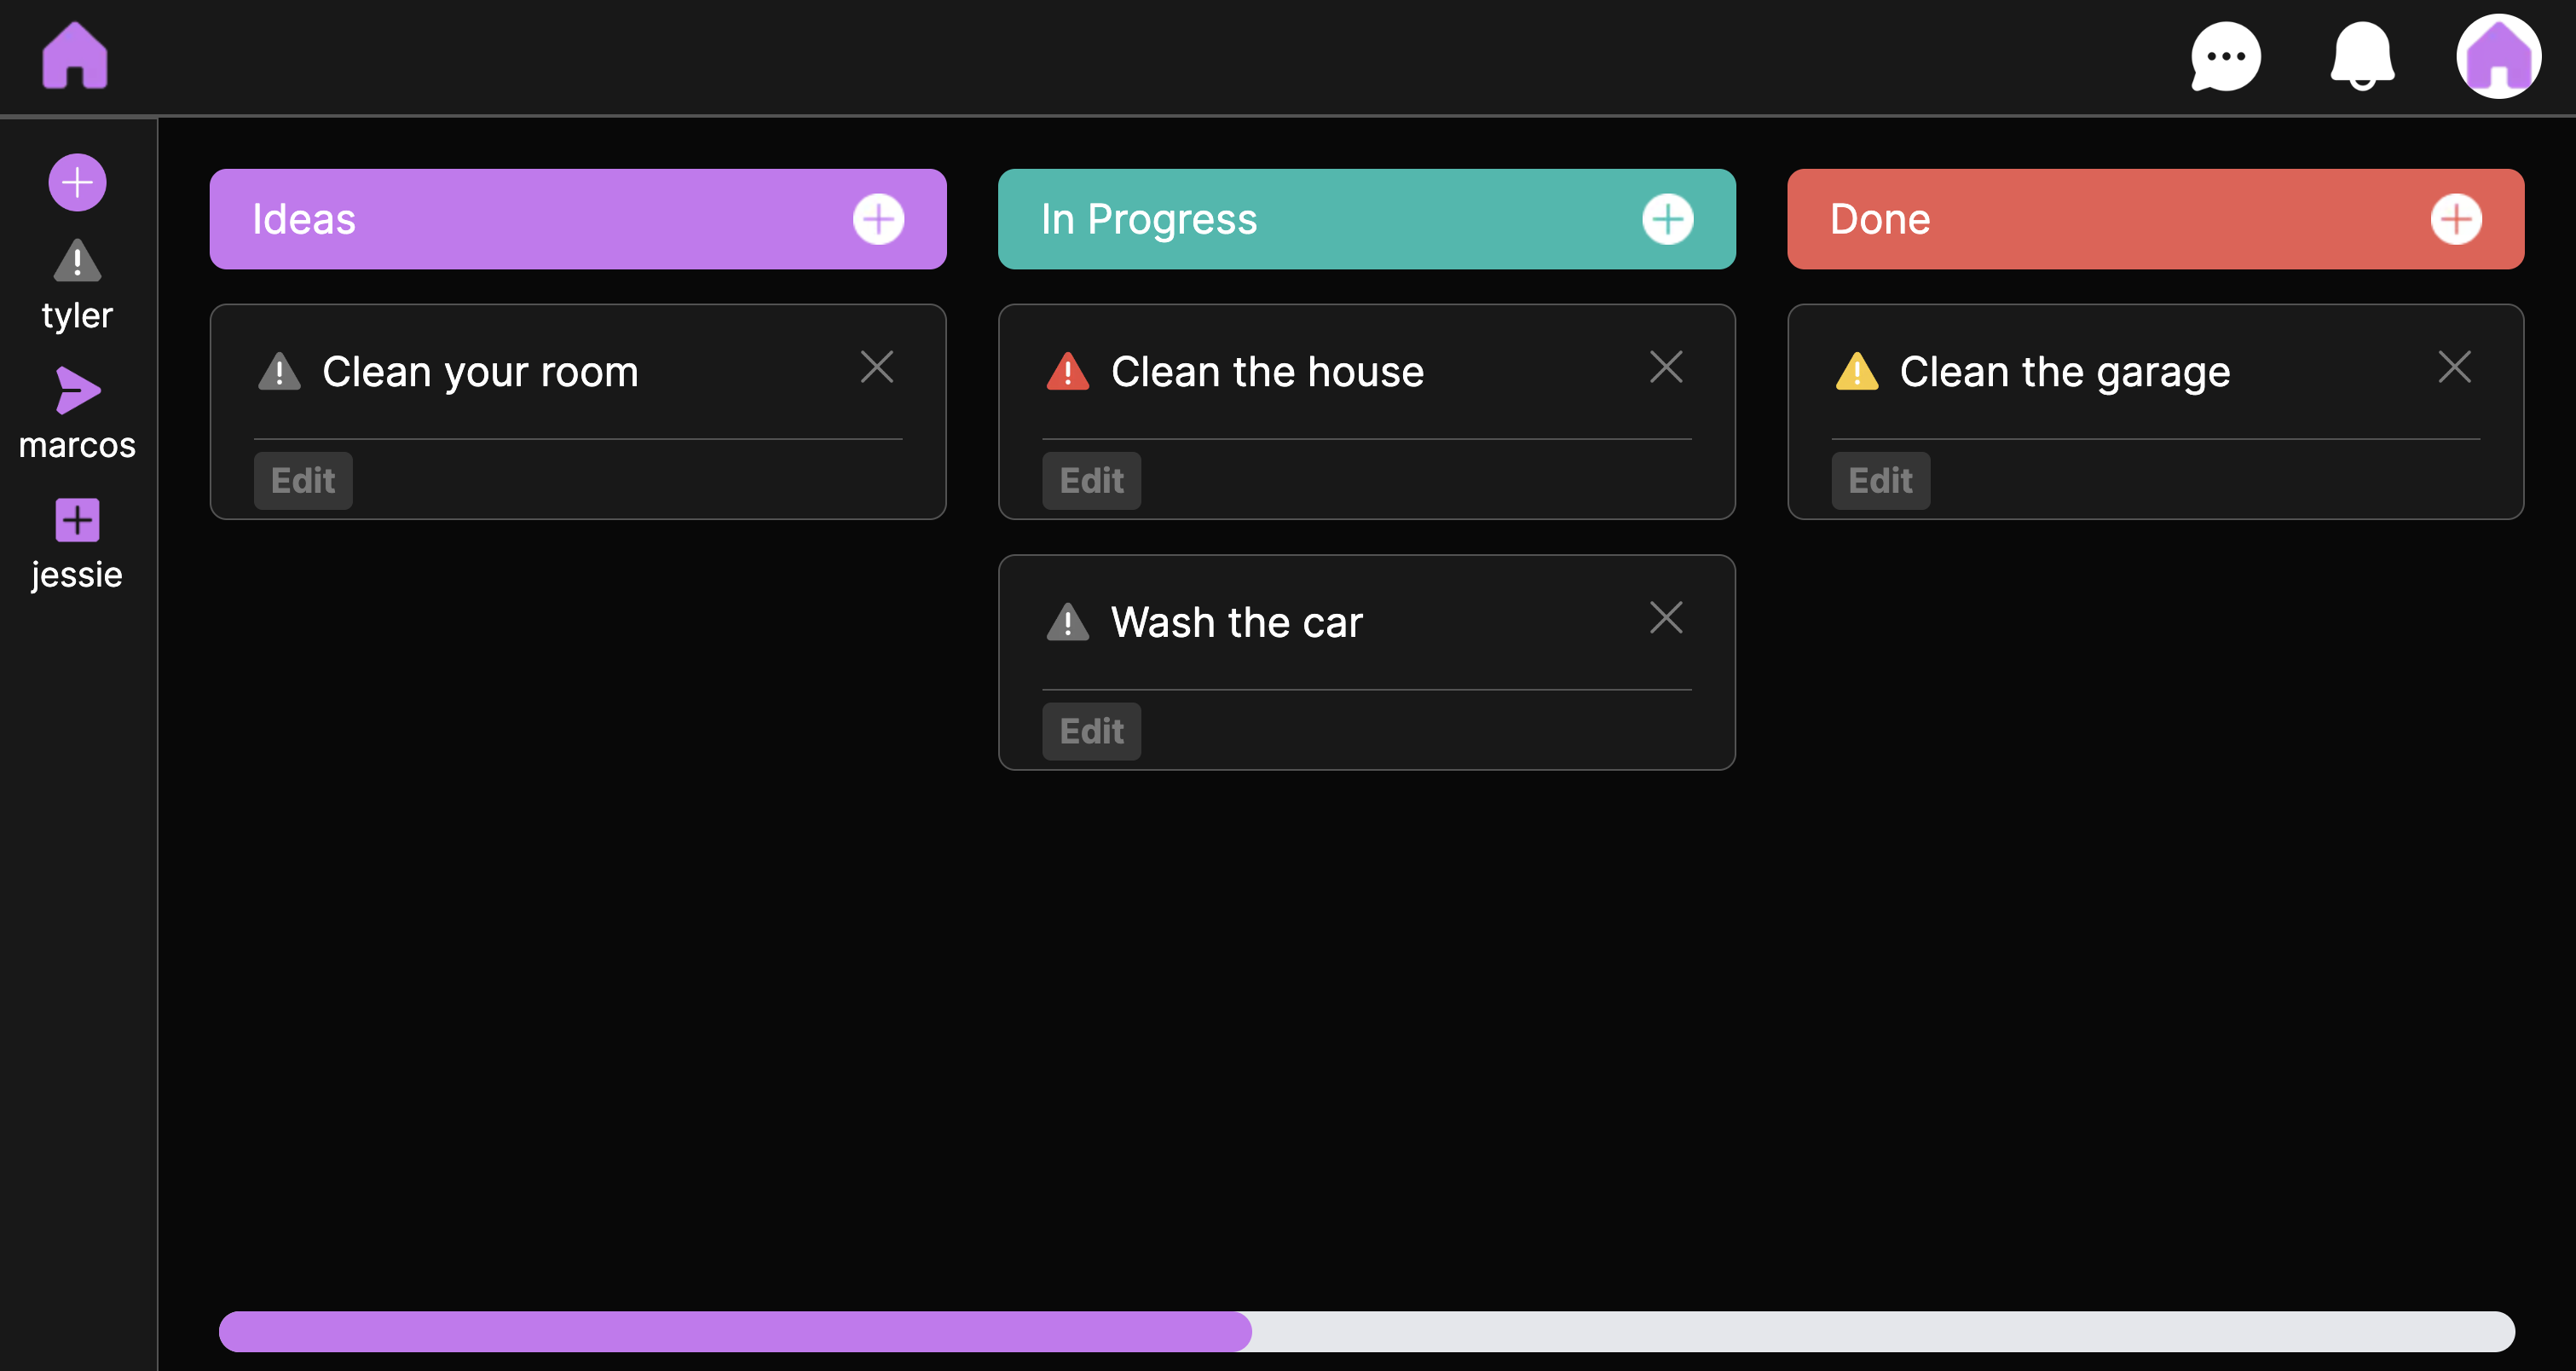 tyler
marcos
jessie
Ideas
Clean your room
Edit
In Progress
Clean the house
Edit
Wash the car
Edit
Done
Clean the garage
Edit